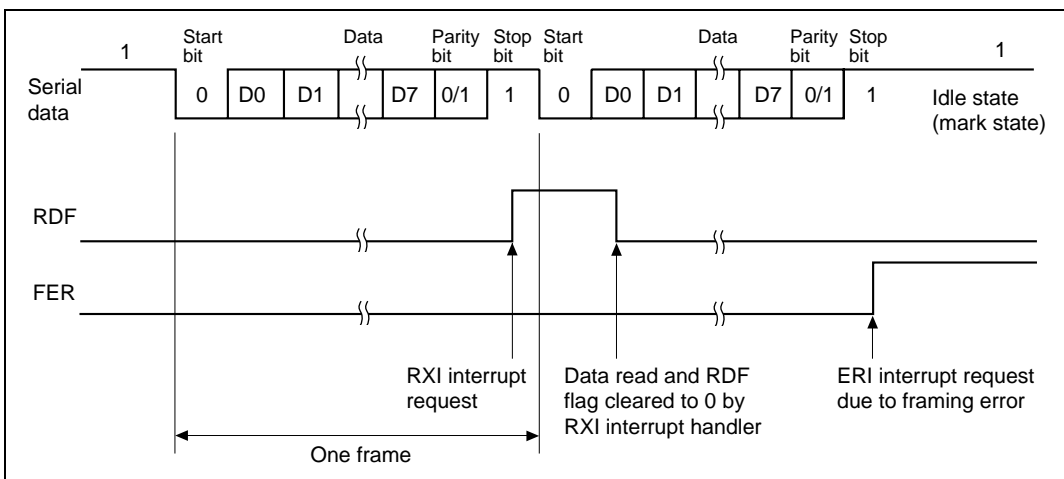 1 Start bit Data Parity bit Stop bit Start bit Data Parity bit Stop bit 1
Serial data
0 D0 D1 D7 0/1 1 0 D0 D1 D7 0/1 1
Idle state
(mark state)
RDF
FER
RXI interrupt
request
Data read and RDF
flag cleared to 0 by
RXI interrupt handler
ERI interrupt request
due to framing error
One frame